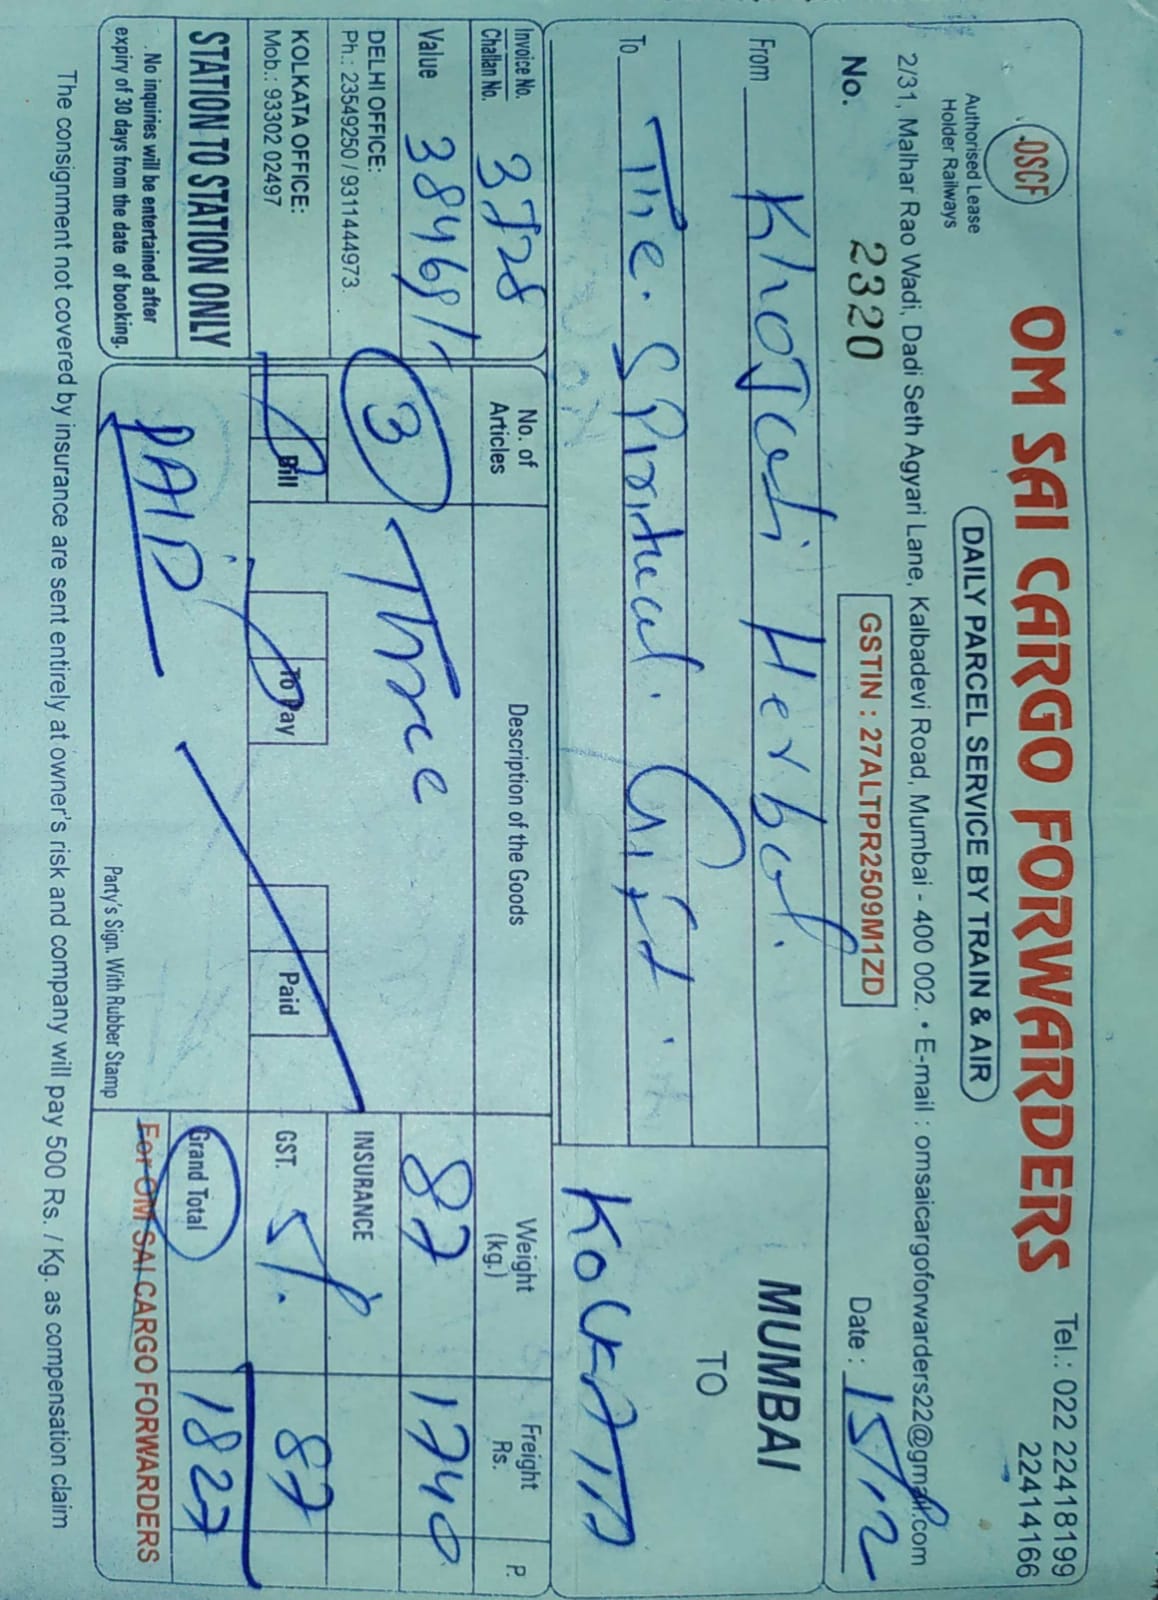 OSCF
Authorised Lease
Holder Railways
OM SAI CARGO FORWARDERS
DAILY PARCEL SERVICE BY TRAIN & AIR
Tel.: 022 22418199
22414166
2/31, Malhar Rao Wadi, Dadi Seth Agyari Lane, Kalbadevi Road, Mumbai - 400 002. • E-mail : omsaicargoforwarders22@gmail.com
No. 2320
GSTIN : 27ALTPR2509M1ZD
Date : 15/12
From Khojati Herbal.
MUMBAI
TO
To The. Spiritual. Grift.
Invoice No.
Challan No. 3728
No. of
Articles
Description of the Goods
Weight
(kg.)
Freight
Rs.
P.
Value
3
Three
87
1740
DELHI OFFICE:
Ph.: 23549250 / 9311444973.
INSURANCE
KOLKATA OFFICE:
Mob.: 93302 02497
Bill
To Pay
Paid
GST. 5%.
87
STATION TO STATION ONLY
PAID
Grand Total
1827
No inquiries will be entertained after
expiry of 30 days from the date of booking.
Party's Sign. With Rubber Stamp
For OM SAI CARGO FORWARDERS
The consignment not covered by insurance are sent entirely at owner's risk and company will pay 500 Rs. / Kg. as compensation claim